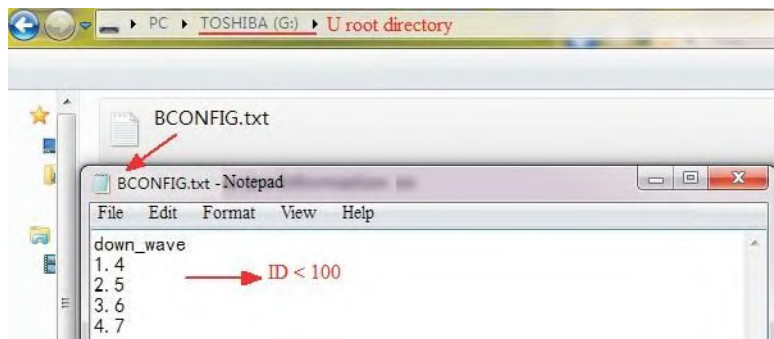 PC TOSHIBA (G:) U root directory
BCONFIG.txt
BCONFIG.txt - Notepad
File Edit Format View Help
down_wave
1. 4
ID < 100
2. 5
3. 6
4. 7